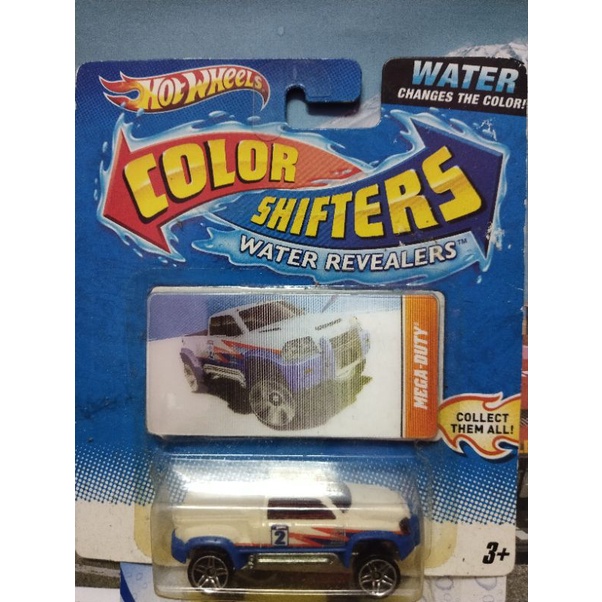 HOT WHEELS
WATER
CHANGES THE COLOR!
COLOR
SHIFTERS
WATER REVEALERS™
MEGA-DUTY
COLLECT
THEM ALL!
2
3+